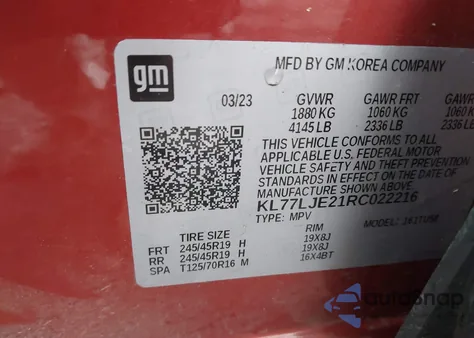 gm
MFD BY GM KOREA COMPANY
03/23 GVWR GAWR FRT GAWR
1880 KG 1060 KG 1060
4145 LB 2336 LB 2336 LB
THIS VEHICLE CONFORMS TO ALL
APPLICABLE U.S. FEDERAL MOTOR
VEHICLE SAFETY AND THEFT PREVENTION
STANDARDS IN EFFECT ON THE DATE OF
MANUFACTURE SHOWN ABOVE.
KL77LJE21RC022216
TYPE: MPV MODEL:
TIRE SIZE RIM
FRT 245/45R19 H 19X8J
RR 245/45R19 H 19X8J
SPA T125/70R16 M 16X4BT
AutoSnap